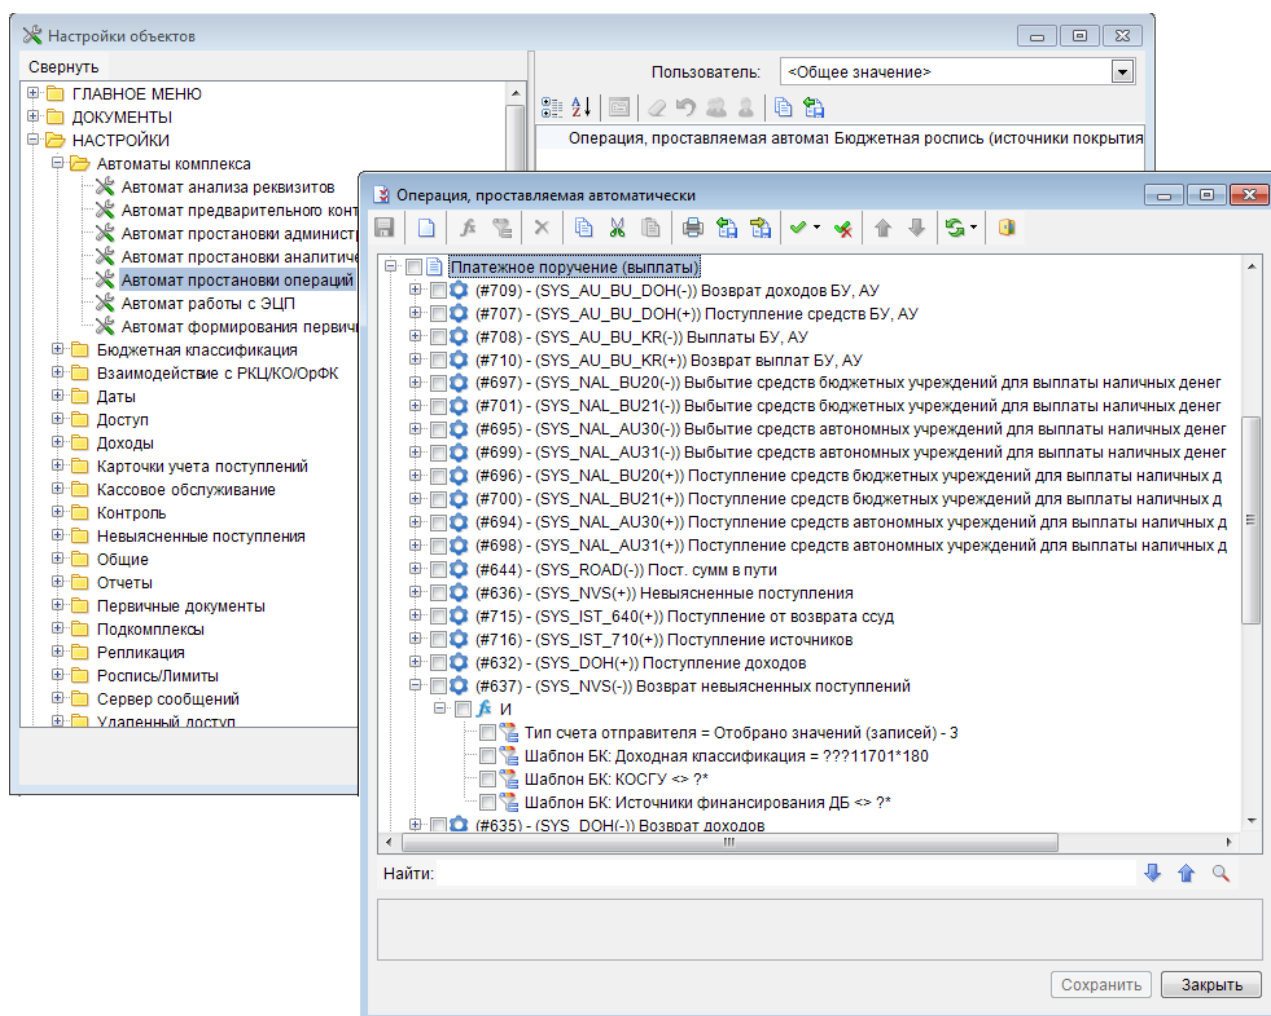 Настройки объектов
Свернуть
ГЛАВНОЕ МЕНЮ
ДОКУМЕНТЫ
НАСТРОЙКИ
Автоматы комплекса
Автомат анализа реквизитов
Автомат предварительного конт
Автомат простановки админист
Автомат простановки аналитиче
Автомат простановки операций
Автомат работы с ЭЦП
Автомат формирования первич
Бюджетная классификация
Взаимодействие с РКЦ/КО/ОрФК
Даты
Доступ
Доходы
Карточки учета поступлений
Кассовое обслуживание
Контроль
Невыясненные поступления
Общие
Отчеты
Первичные документы
Подкомплексы
Репликация
Роспись/Лимиты
Сервер сообщений
Удаленный доступ
Пользователь: <Общее значение>
Операция, проставляемая автомат Бюджетная роспись (источники покрытия
Операция, проставляемая автоматически
Платежное поручение (выплаты)
(#709) - (SYS_AU_BU_DOH(-)) Возврат доходов БУ, АУ
(#707) - (SYS_AU_BU_DOH(+)) Поступление средств БУ, АУ
(#708) - (SYS_AU_BU_KR(-)) Выплаты БУ, АУ
(#710) - (SYS_AU_BU_KR(+)) Возврат выплат БУ, АУ
(#697) - (SYS_NAL_BU20(-)) Выбытие средств бюджетных учреждений для выплаты наличных денег
(#701) - (SYS_NAL_BU21(-)) Выбытие средств бюджетных учреждений для выплаты наличных денег
(#695) - (SYS_NAL_AU30(-)) Выбытие средств автономных учреждений для выплаты наличных денег
(#699) - (SYS_NAL_AU31(-)) Выбытие средств автономных учреждений для выплаты наличных денег
(#696) - (SYS_NAL_BU20(+)) Поступление средств бюджетных учреждений для выплаты наличных д
(#700) - (SYS_NAL_BU21(+)) Поступление средств бюджетных учреждений для выплаты наличных д
(#694) - (SYS_NAL_AU30(+)) Поступление средств автономных учреждений для выплаты наличных д
(#698) - (SYS_NAL_AU31(+)) Поступление средств автономных учреждений для выплаты наличных д
(#644) - (SYS_ROAD(-)) Пост. сумм в пути
(#636) - (SYS_NVS(+)) Невыясненные поступления
(#715) - (SYS_IST_640(+)) Поступление от возврата ссуд
(#716) - (SYS_IST_710(+)) Поступление источников
(#632) - (SYS_DOH(+)) Поступление доходов
(#637) - (SYS_NVS(-)) Возврат невыясненных поступлений
И
Тип счета отправителя = Отобрано значений (записей) - 3
Шаблон БК: Доходная классификация = ???11701*180
Шаблон БК: КОСГУ <> ?*
Шаблон БК: Источники финансирования ДБ <> ?*
(#635) - (SYS_DOH(-)) Возврат доходов
Найти:
Сохранить Закрыть